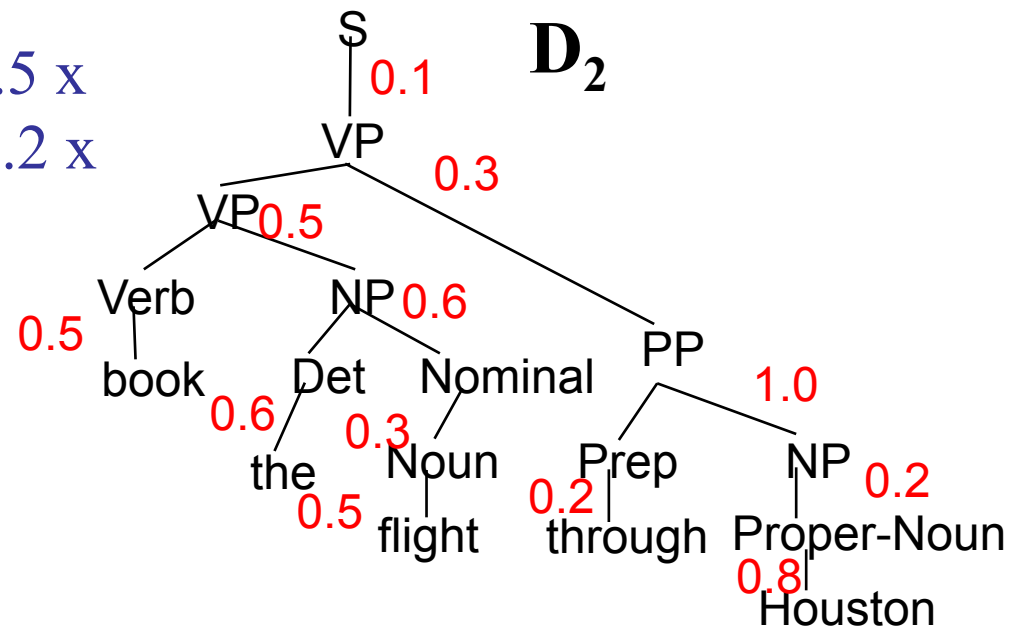 S D₂
.5 x 0.1
VP
.2 x 0.3
VP 0.5
Verb NP 0.6
0.5 PP
book Det Nominal 1.0
0.6 0.3
the Noun Prep NP 0.2
0.5 0.2
flight through Proper-Noun
0.8
Houston